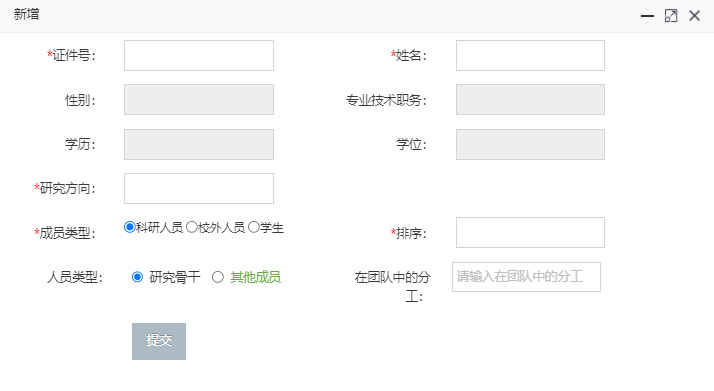 新增
*证件号：
*姓名：
性别：
专业技术职务：
学历：
学位：
*研究方向：
*成员类型：
科研人员 校外人员 学生
*排序：
人员类型：
研究骨干 其他成员
在团队中的分
工：
请输入在团队中的分工
提交